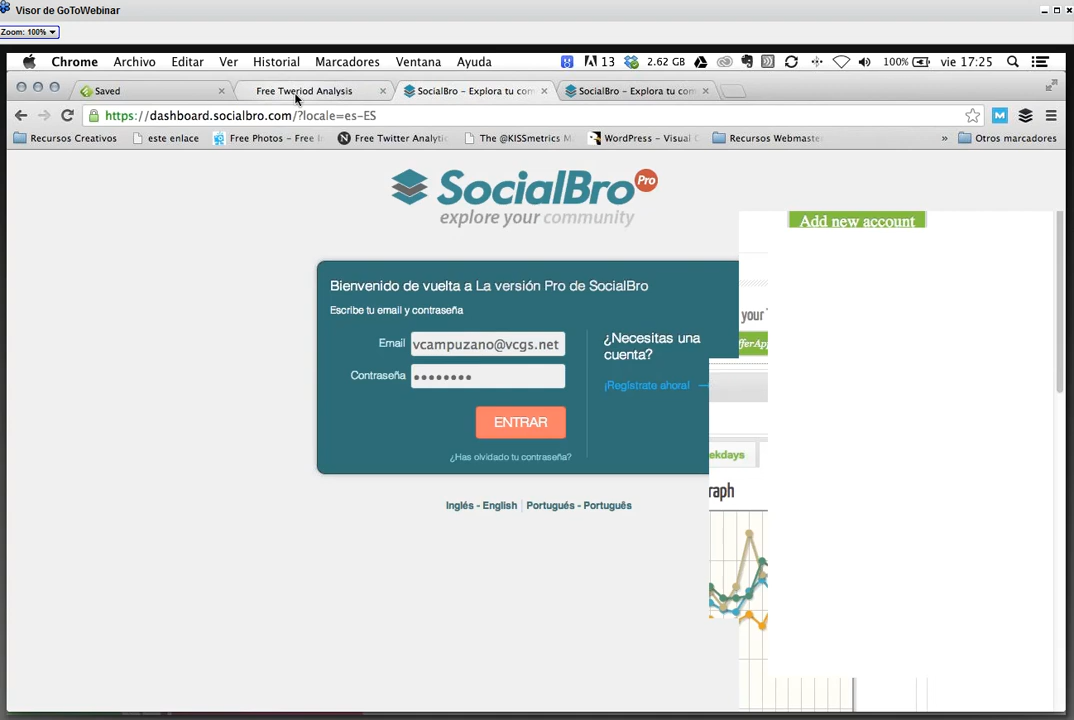 Visor de GoToWebinar
Zoom: 100%
Chrome Archivo Editar Ver Historial Marcadores Ventana Ayuda 13 2.62 GB 100% vie 17:25
Saved Free Tweriod Analysis SocialBro – Explora tu com SocialBro – Explora tu com
https://dashboard.socialbro.com/?locale=es-ES
Recursos Creativos este enlace Free Photos – Free I Free Twitter Analytic The @KISSmetrics M WordPress – Visual C Recursos Webmaste » Otros marcadores
SocialBro Pro
explore your community
Add new account
Bienvenido de vuelta a La versión Pro de SocialBro
your
Escribe tu email y contraseña
Email vcampuzano@vcgs.net
¿Necesitas una
cuenta?
Contraseña
¡Regístrate ahora! →
ENTRAR
¿Has olvidado tu contraseña?
ekdays
raph
Inglés - English Portugués - Português